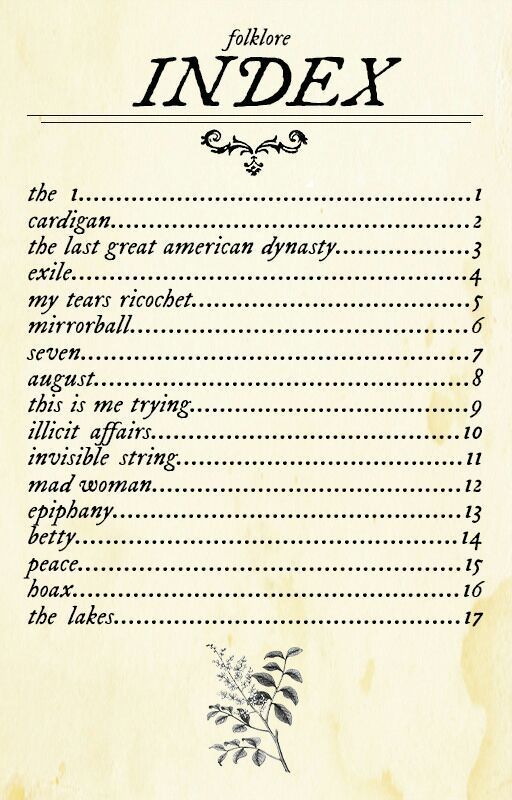 folklore
INDEX
the 1........................................................................1
cardigan..................................................................2
the last great american dynasty...........................3
exile.........................................................................4
my tears ricochet....................................................5
mirrorball...............................................................6
seven........................................................................7
august......................................................................8
this is me trying.....................................................9
illicit affairs...........................................................10
invisible string.......................................................11
mad woman...........................................................12
epiphany.................................................................13
betty........................................................................14
peace........................................................................15
hoax.........................................................................16
the lakes..................................................................17